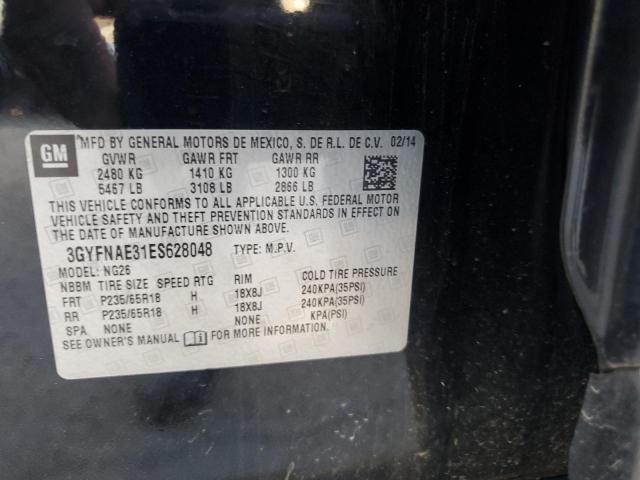 GM
MFD BY GENERAL MOTORS DE MEXICO, S. DE R.L. DE C.V. 02/14
GVWR GAWR FRT GAWR RR
2480 KG 1410 KG 1300 KG
5467 LB 3108 LB 2866 LB
THIS VEHICLE CONFORMS TO ALL APPLICABLE U.S. FEDERAL MOTOR
VEHICLE SAFETY AND THEFT PREVENTION STANDARDS IN EFFECT ON
THE DATE OF MANUFACTURE SHOWN ABOVE.
3GYFNAE31ES628048 TYPE: M.P.V.
MODEL: NG26
NBBM TIRE SIZE SPEED RTG RIM COLD TIRE PRESSURE
FRT P235/65R18 H 18X8J 240KPA(35PSI)
RR P235/65R18 H 18X8J 240KPA(35PSI)
SPA NONE NONE KPA(PSI)
SEE OWNER'S MANUAL FOR MORE INFORMATION.